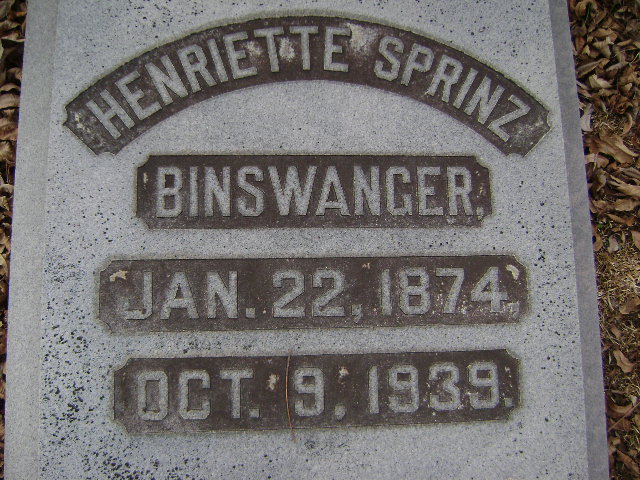 HENRIETTE SPRINZ
BINSWANGER,
JAN. 22, 1874,
OCT. 9, 1939.